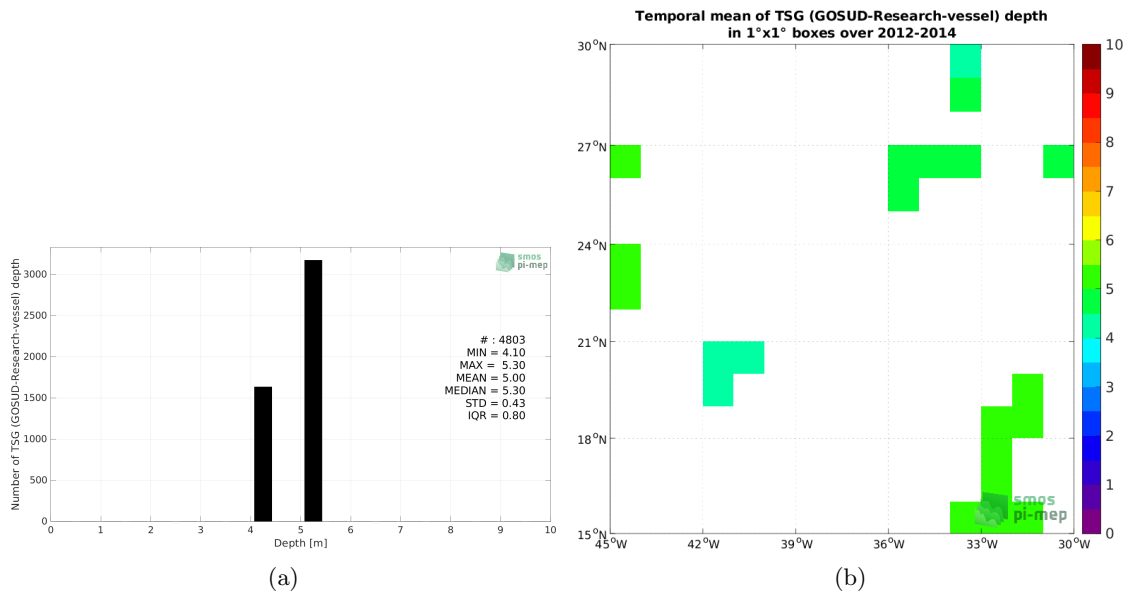 Temporal mean of TSG (GOSUD-Research-vessel) depth
in 1°x1° boxes over 2012-2014
Number of TSG (GOSUD-Research-vessel) depth
3000
2500
2000
1500
1000
500
0
smos
pi-mep
# : 4803
MIN = 4.10
MAX = 5.30
MEAN = 5.00
MEDIAN = 5.30
STD = 0.43
IQR = 0.80
0 1 2 3 4 5 6 7 8 9 10
Depth [m]
(a)
30°N
27°N
24°N
21°N
18°N
15°N
45°W 42°W 39°W 36°W 33°W 30°W
smos
pi-mep
10
9
8
7
6
5
4
3
2
1
0
(b)